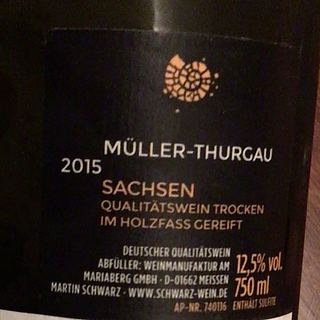 MÜLLER-THURGAU
2015
SACHSEN
QUALITÄTSWEIN TROCKEN
IM HOLZFASS GEREIFT
DEUTSCHER QUALITÄTSWEIN
ABFÜLLER: WEINMANUFAKTUR AM
MARIABERG GMBH · D-01662 MEISSEN
MARTIN SCHWARZ · WWW.SCHWARZ-WEIN.DE
AP-NR. 740116
12,5% vol.
750 ml
ENTHÄLT SULFITE